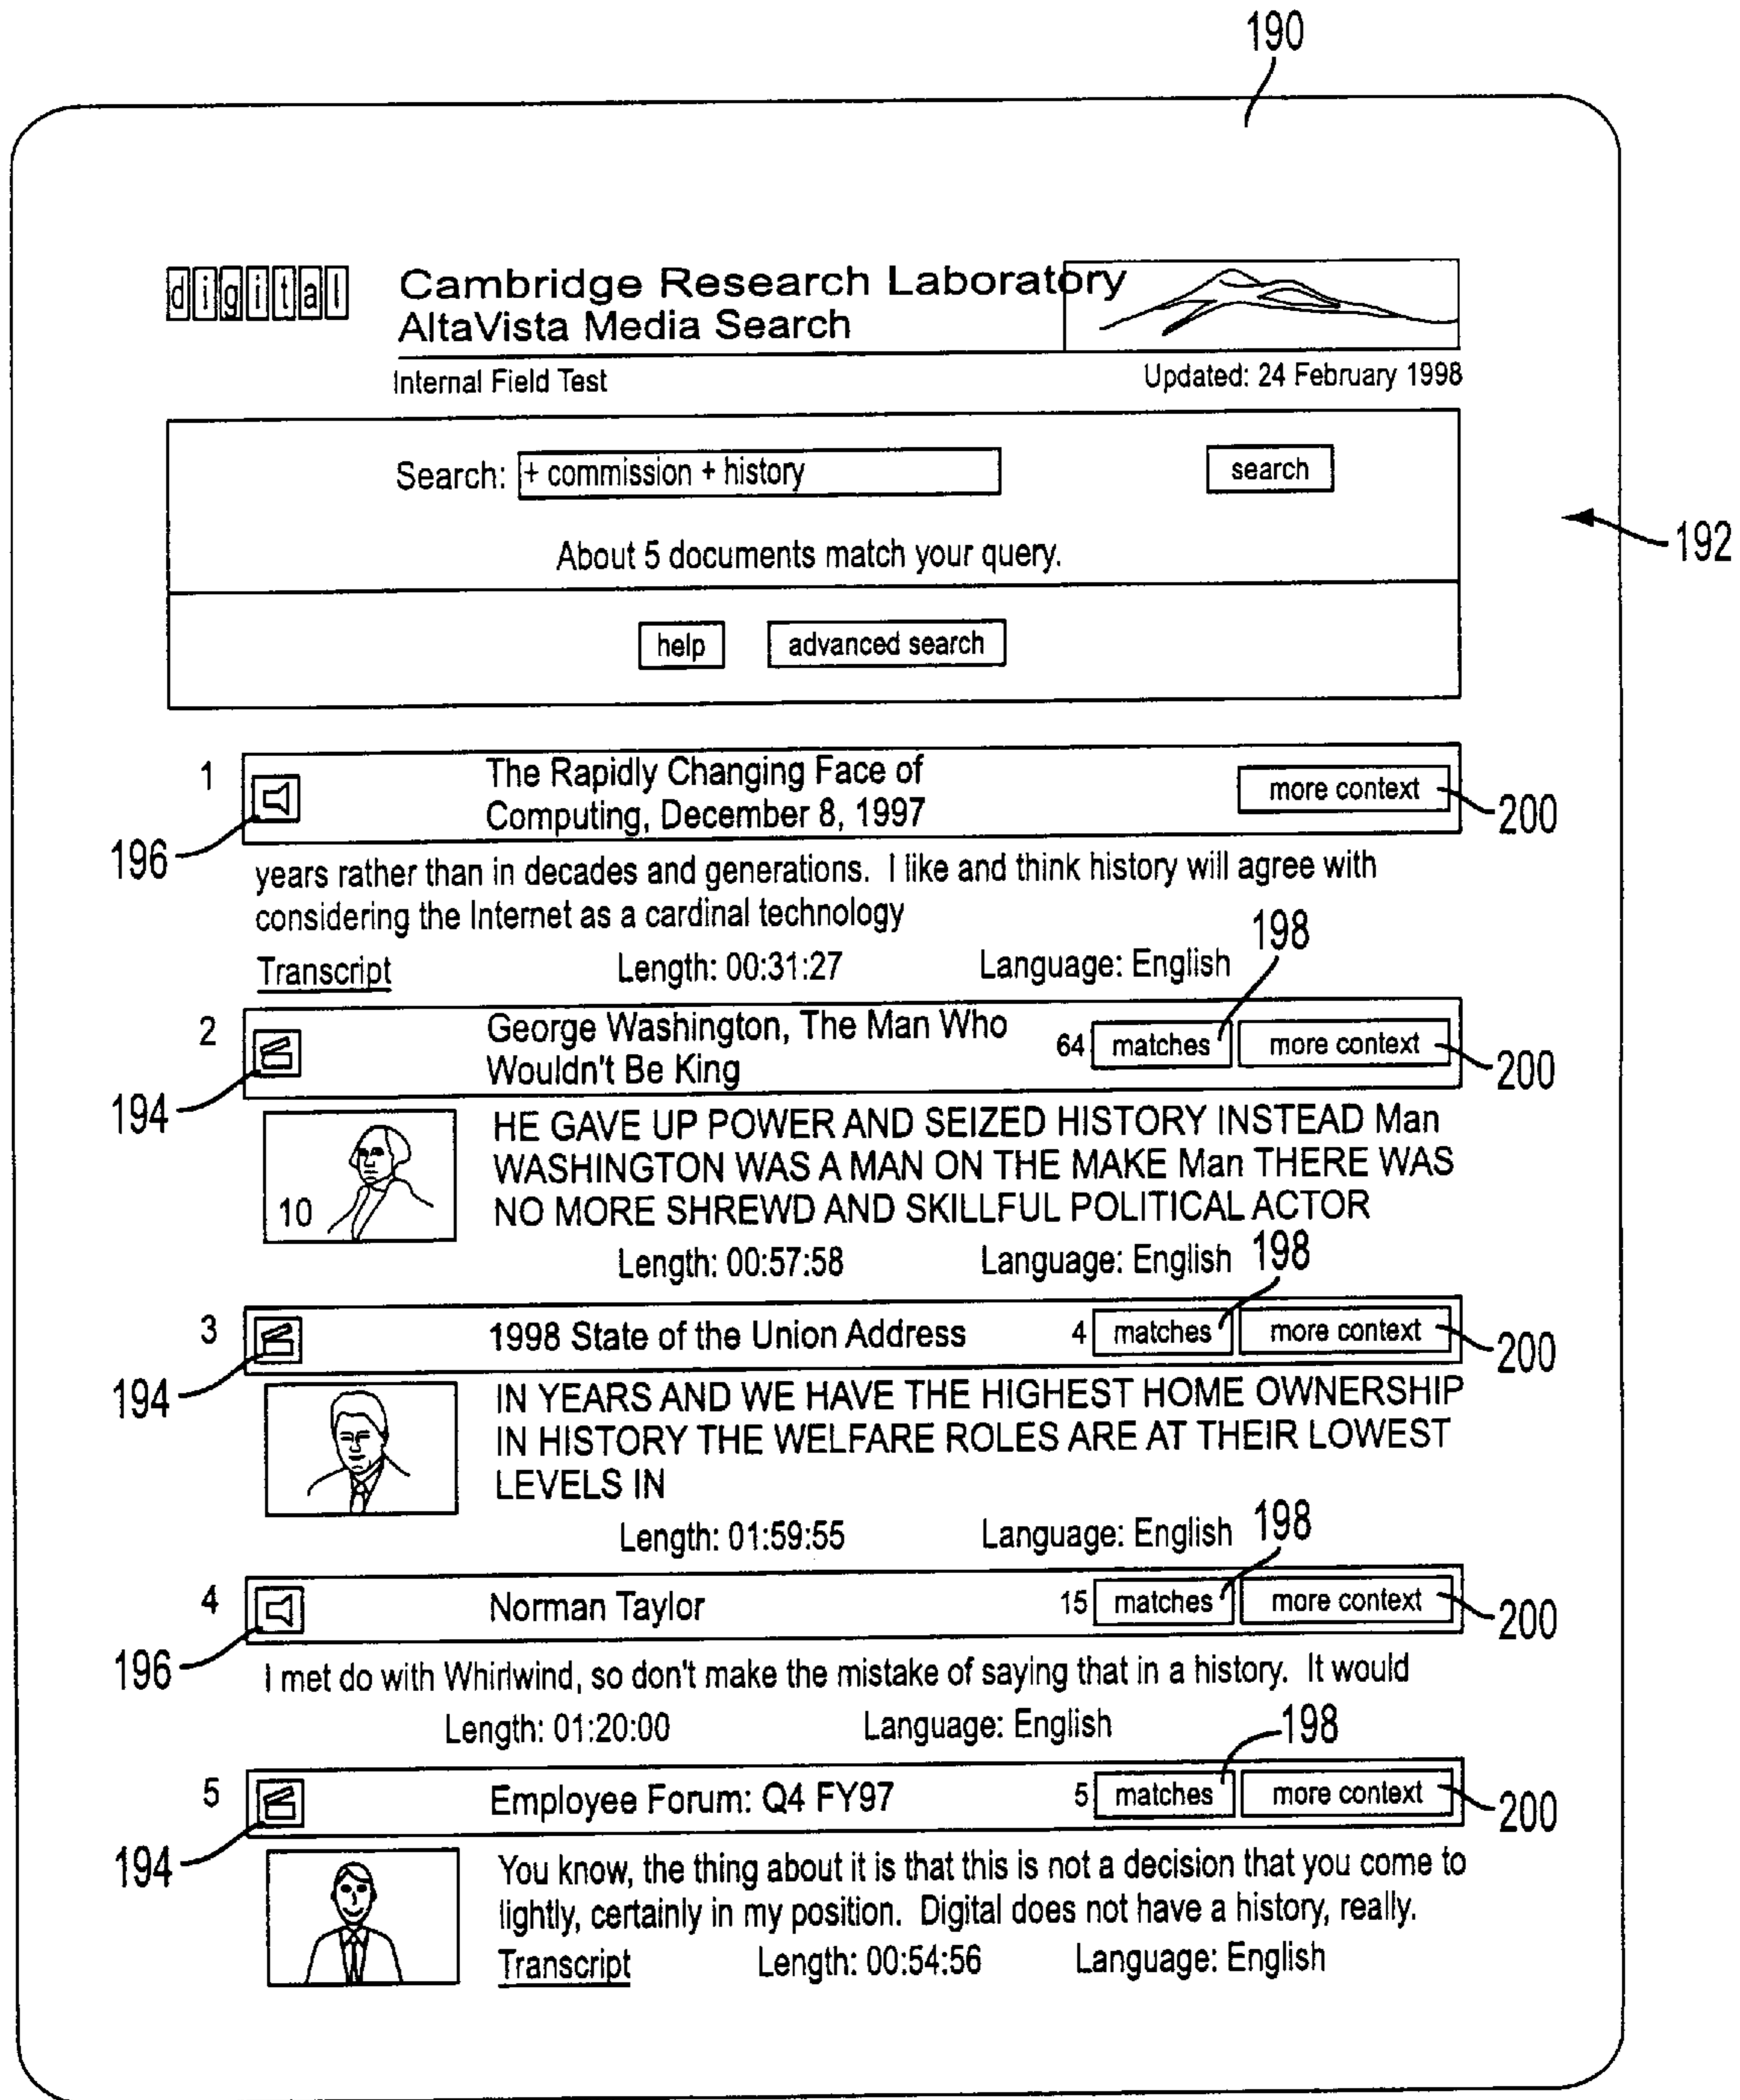 190
digital
Cambridge Research Laboratory
AltaVista Media Search
Internal Field Test
Updated: 24 February 1998
Search: + commission + history
search
192
About 5 documents match your query.
help
advanced search
1
The Rapidly Changing Face of
Computing, December 8, 1997
more context
200
196
years rather than in decades and generations. I like and think history will agree with
considering the Internet as a cardinal technology
198
Transcript
Length: 00:31:27
Language: English
2
George Washington, The Man Who
Wouldn't Be King
64 matches
more context
200
194
10
HE GAVE UP POWER AND SEIZED HISTORY INSTEAD Man
WASHINGTON WAS A MAN ON THE MAKE Man THERE WAS
NO MORE SHREWD AND SKILLFUL POLITICAL ACTOR
Length: 00:57:58
Language: English
198
3
1998 State of the Union Address
4 matches
more context
200
194
IN YEARS AND WE HAVE THE HIGHEST HOME OWNERSHIP
IN HISTORY THE WELFARE ROLES ARE AT THEIR LOWEST
LEVELS IN
Length: 01:59:55
Language: English
198
4
Norman Taylor
15 matches
more context
200
196
I met do with Whirlwind, so don't make the mistake of saying that in a history. It would
Length: 01:20:00
Language: English
198
5
Employee Forum: Q4 FY97
5 matches
more context
200
194
You know, the thing about it is that this is not a decision that you come to
lightly, certainly in my position. Digital does not have a history, really.
Transcript
Length: 00:54:56
Language: English